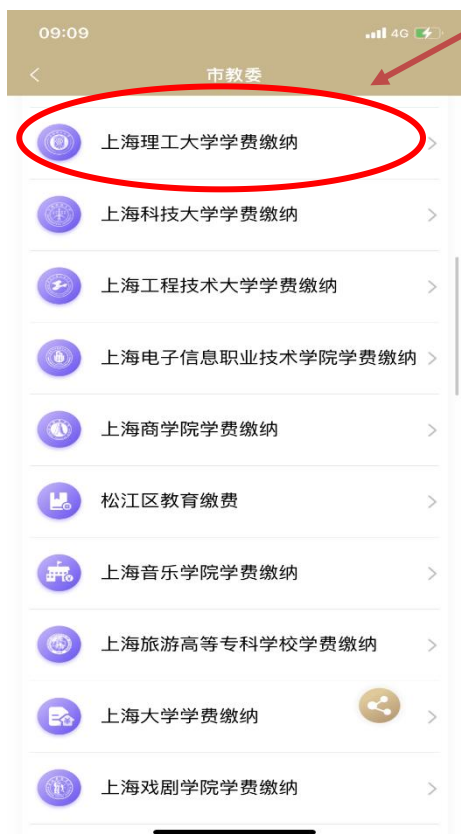 09:09
4G
市教委
上海理工大学学费缴纳
上海科技大学学费缴纳
上海工程技术大学学费缴纳
上海电子信息职业技术学院学费缴纳
上海商学院学费缴纳
松江区教育缴费
上海音乐学院学费缴纳
上海旅游高等专科学校学费缴纳
上海大学学费缴纳
上海戏剧学院学费缴纳